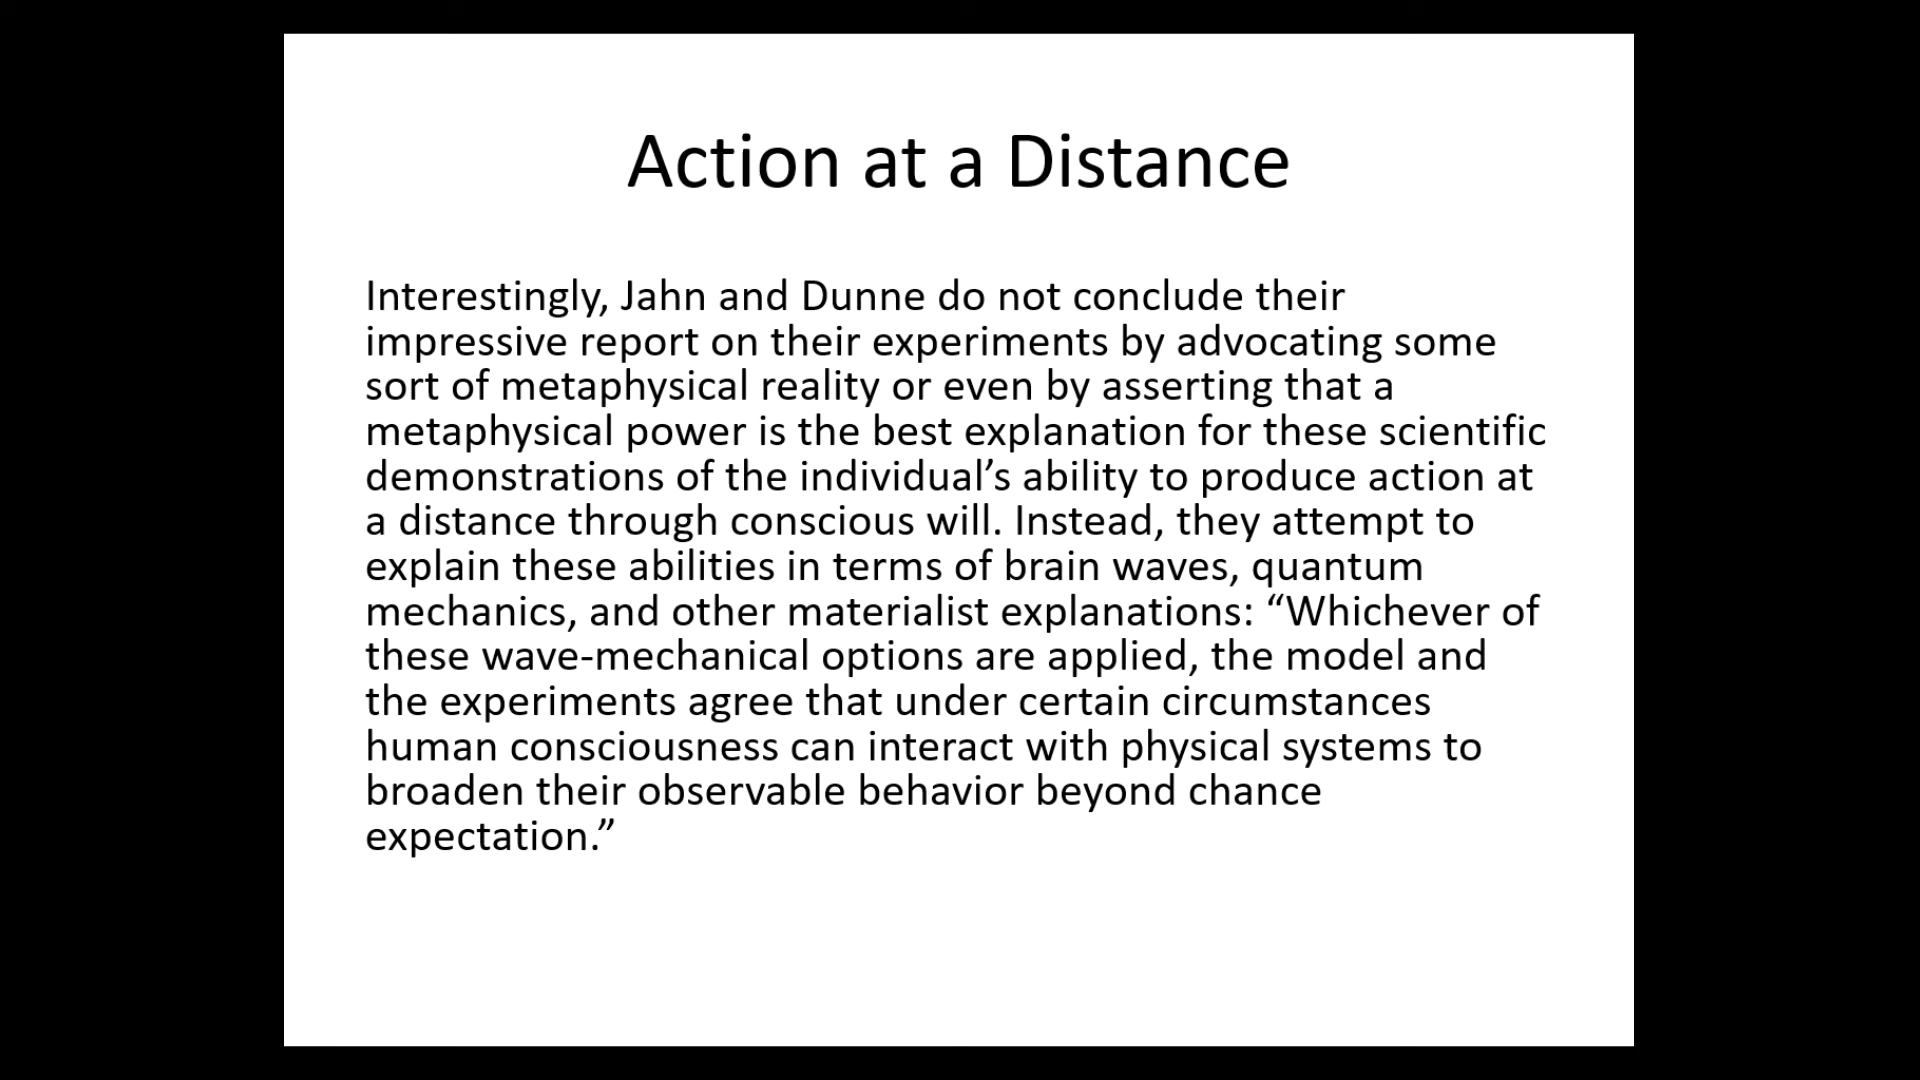 Action at a Distance
Interestingly, Jahn and Dunne do not conclude their
impressive report on their experiments by advocating some
sort of metaphysical reality or even by asserting that a
metaphysical power is the best explanation for these scientific
demonstrations of the individual’s ability to produce action at
a distance through conscious will. Instead, they attempt to
explain these abilities in terms of brain waves, quantum
mechanics, and other materialist explanations: “Whichever of
these wave-mechanical options are applied, the model and
the experiments agree that under certain circumstances
human consciousness can interact with physical systems to
broaden their observable behavior beyond chance
expectation.”